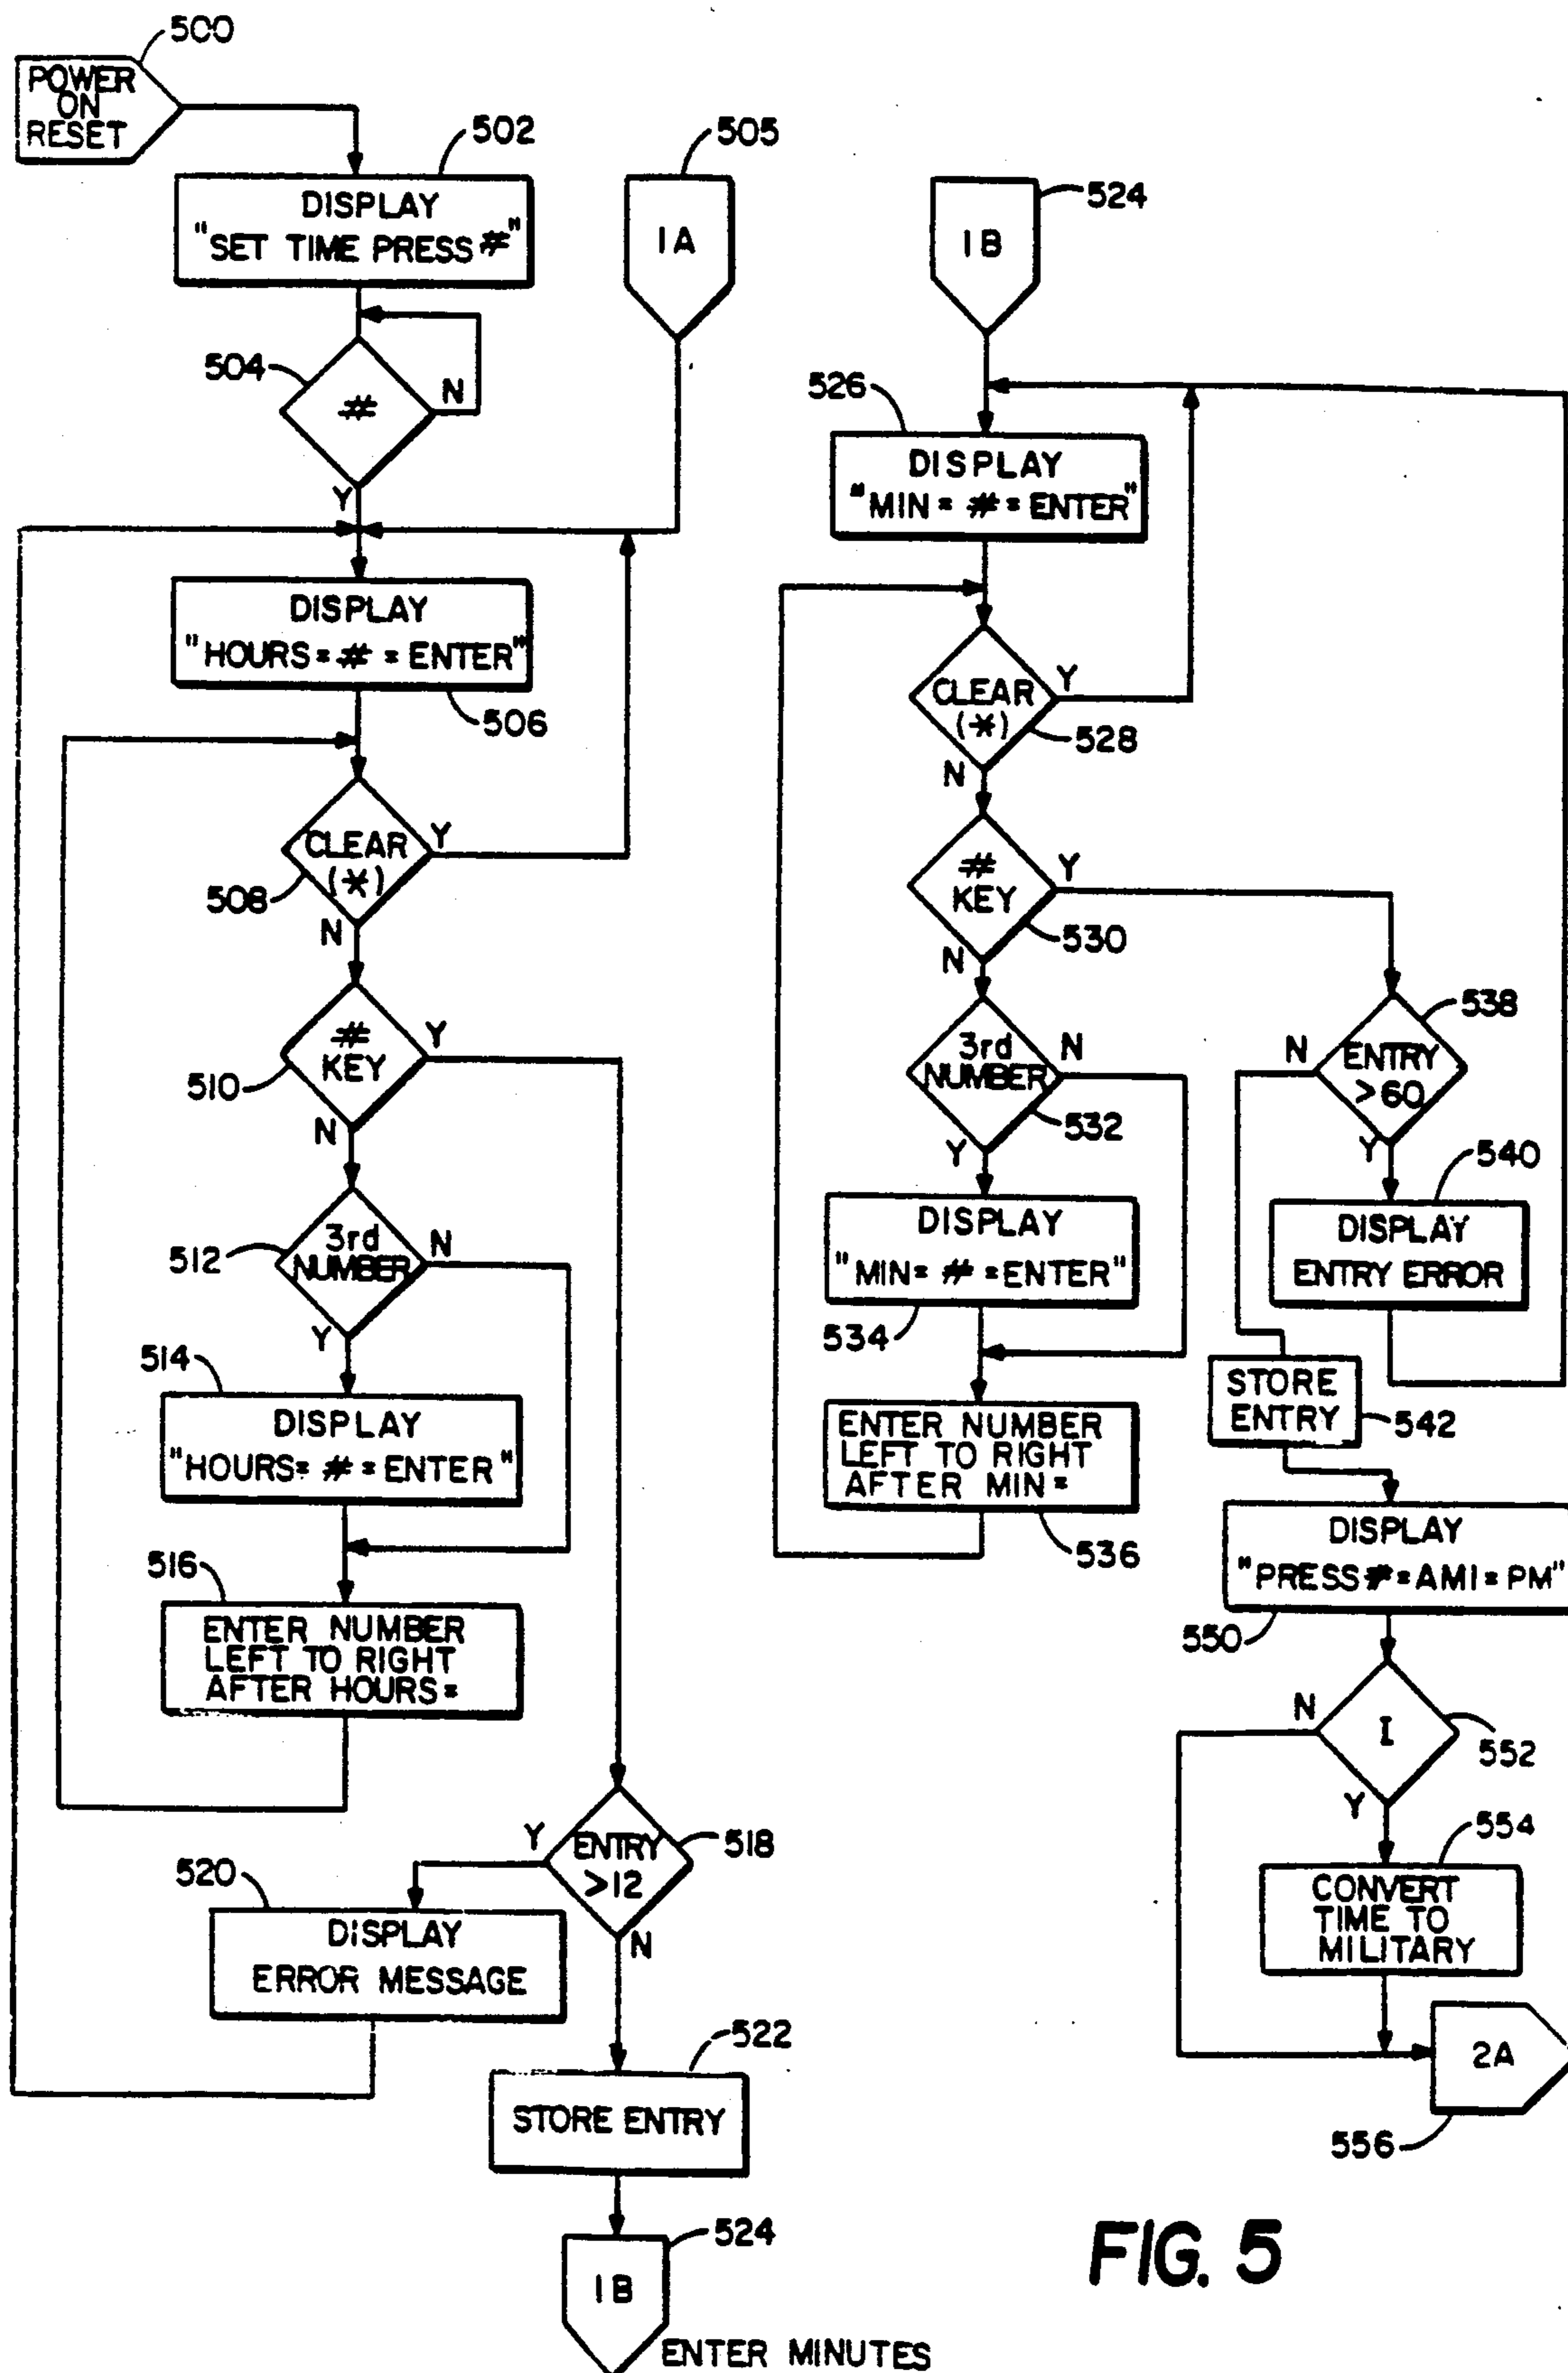 500
POWER
ON
RESET
502
DISPLAY
"SET TIME PRESS #"
504
#
N
Y
505
1A
DISPLAY
"HOURS = # = ENTER"
506
CLEAR
(*)
Y
508
N
#
KEY
Y
510
N
3rd
NUMBER
N
512
Y
514
DISPLAY
"HOURS= # = ENTER"
516
ENTER NUMBER
LEFT TO RIGHT
AFTER HOURS=
ENTRY
>12
518
Y
N
520
DISPLAY
ERROR MESSAGE
522
STORE ENTRY
524
1B
ENTER MINUTES
524
1B
526
DISPLAY
"MIN = # = ENTER"
CLEAR
(*)
Y
528
N
#
KEY
Y
530
N
3rd
NUMBER
N
532
Y
DISPLAY
"MIN= # =ENTER"
534
ENTER NUMBER
LEFT TO RIGHT
AFTER MIN=
536
538
ENTRY
>60
N
Y
540
DISPLAY
ENTRY ERROR
STORE
ENTRY
542
DISPLAY
"PRESS#=AM1=PM"
550
N
I
552
Y
554
CONVERT
TIME TO
MILITARY
2A
556
FIG. 5